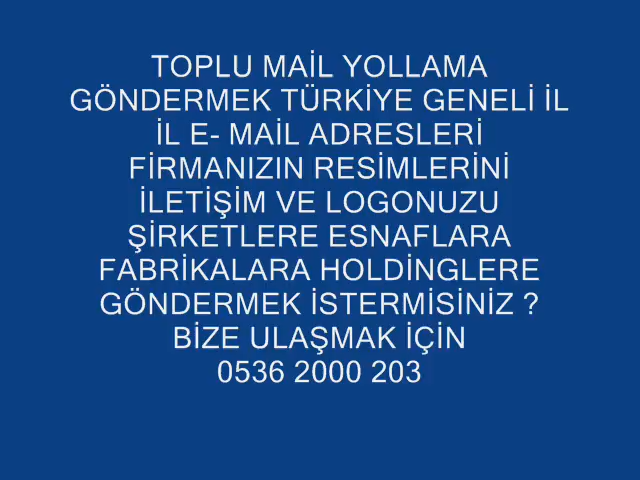 TOPLU MAİL YOLLAMA
GÖNDERMEK TÜRKİYE GENELİ İL
İL E- MAİL ADRESLERİ
FİRMANIZIN RESİMLERİNİ
İLETİŞİM VE LOGONUZU
ŞİRKETLERE ESNAFLARA
FABRİKALARA HOLDİNGLERE
GÖNDERMEK İSTERMİSİNİZ ?
BİZE ULAŞMAK İÇİN
0536 2000 203